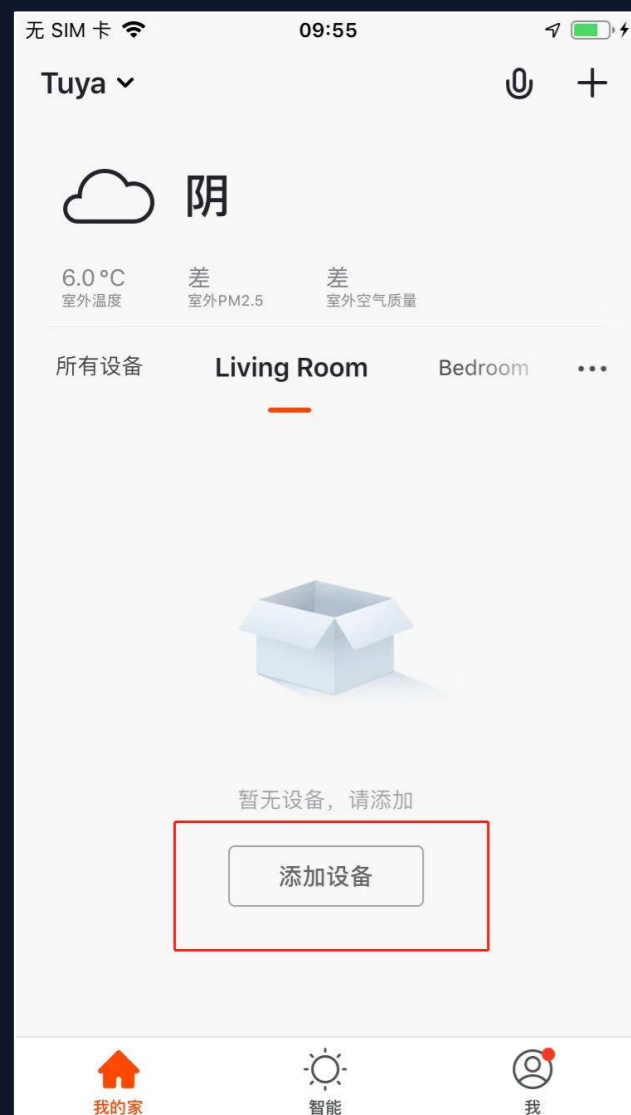 无 SIM 卡 09:55
Tuya
阴
6.0 °C 差 差
室外温度 室外PM2.5 室外空气质量
所有设备 Living Room Bedroom
暂无设备，请添加
添加设备
我的家 智能 我